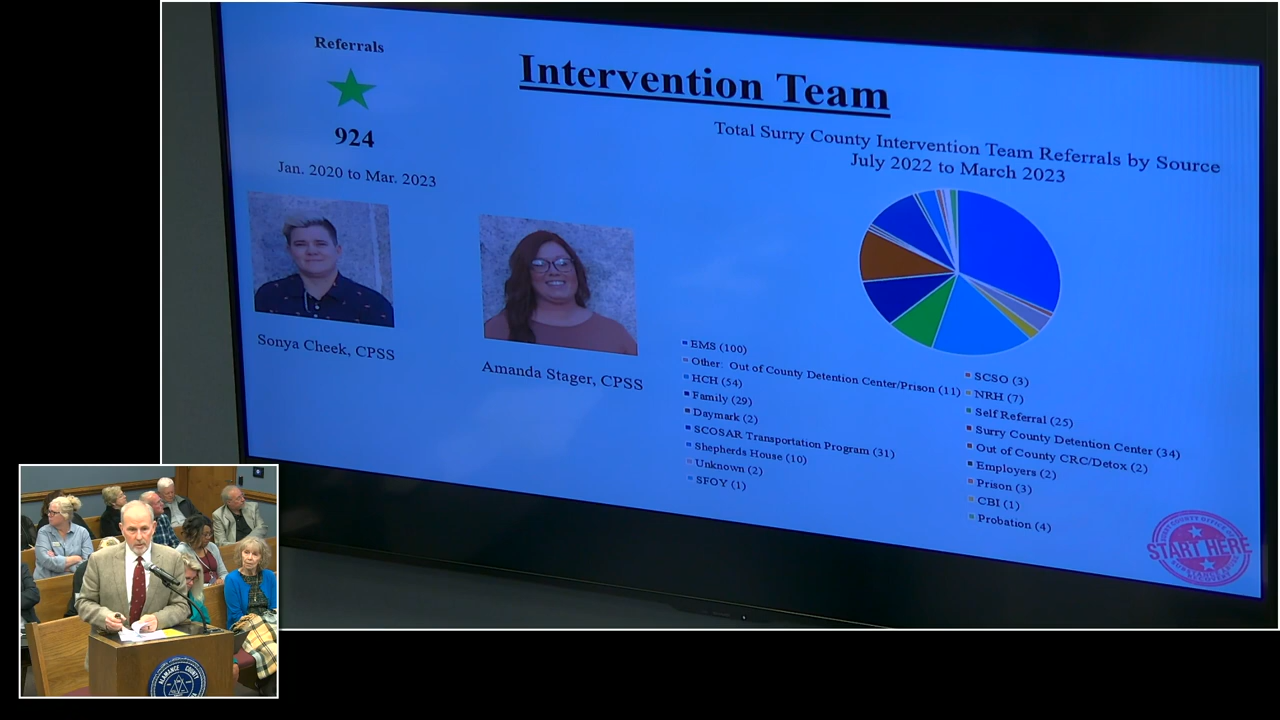 Referrals
924
Jan. 2020 to Mar. 2023
Intervention Team
Total Surry County Intervention Team Referrals by Source
July 2022 to March 2023
Sonya Cheek, CPSS
Amanda Stager, CPSS
EMS (100)
Other: Out of County Detention Center/Prison (11)
HCH (54)
Family (29)
Daymark (2)
SCOSAR Transportation Program (31)
Shepherds House (10)
Unknown (2)
SFOY (1)
SCSO (3)
NRH (7)
Self Referral (25)
Surry County Detention Center (34)
Out of County CRC/Detox (2)
Employers (2)
Prison (3)
CBI (1)
Probation (4)
START HERE
ALAMANCE COUNTY